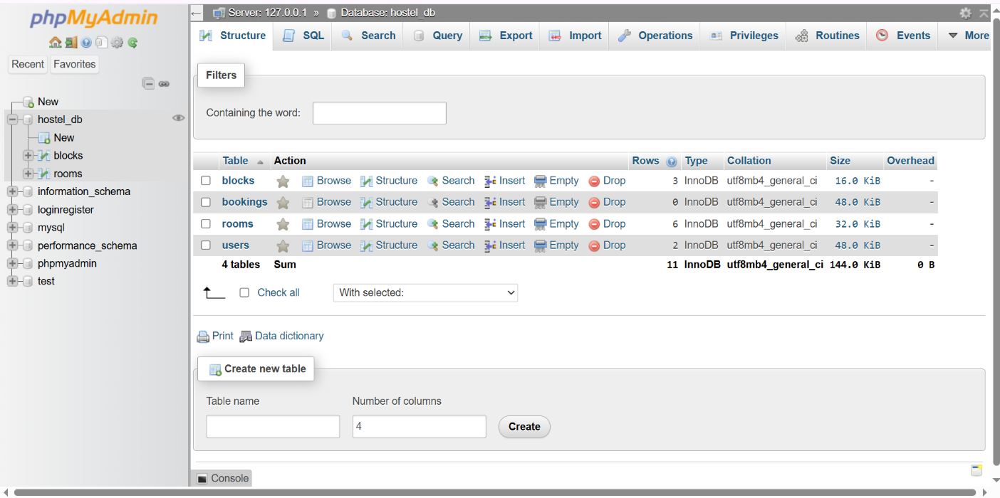 phpMyAdmin
Recent Favorites
New
hostel_db
New
blocks
rooms
information_schema
loginregister
mysql
performance_schema
phpmyadmin
test
Server: 127.0.0.1 » Database: hostel_db
Structure SQL Search Query Export Import Operations Privileges Routines Events More
Filters
Containing the word:
Table Action Rows Type Collation Size Overhead
blocks Browse Structure Search Insert Empty Drop 3 InnoDB utf8mb4_general_ci 16.0 KiB -
bookings Browse Structure Search Insert Empty Drop 0 InnoDB utf8mb4_general_ci 48.0 KiB -
rooms Browse Structure Search Insert Empty Drop 6 InnoDB utf8mb4_general_ci 32.0 KiB -
users Browse Structure Search Insert Empty Drop 2 InnoDB utf8mb4_general_ci 48.0 KiB -
4 tables Sum 11 InnoDB utf8mb4_general_ci 144.0 KiB 0 B
Check all With selected:
Print Data dictionary
Create new table
Table name Number of columns
4 Create
Console